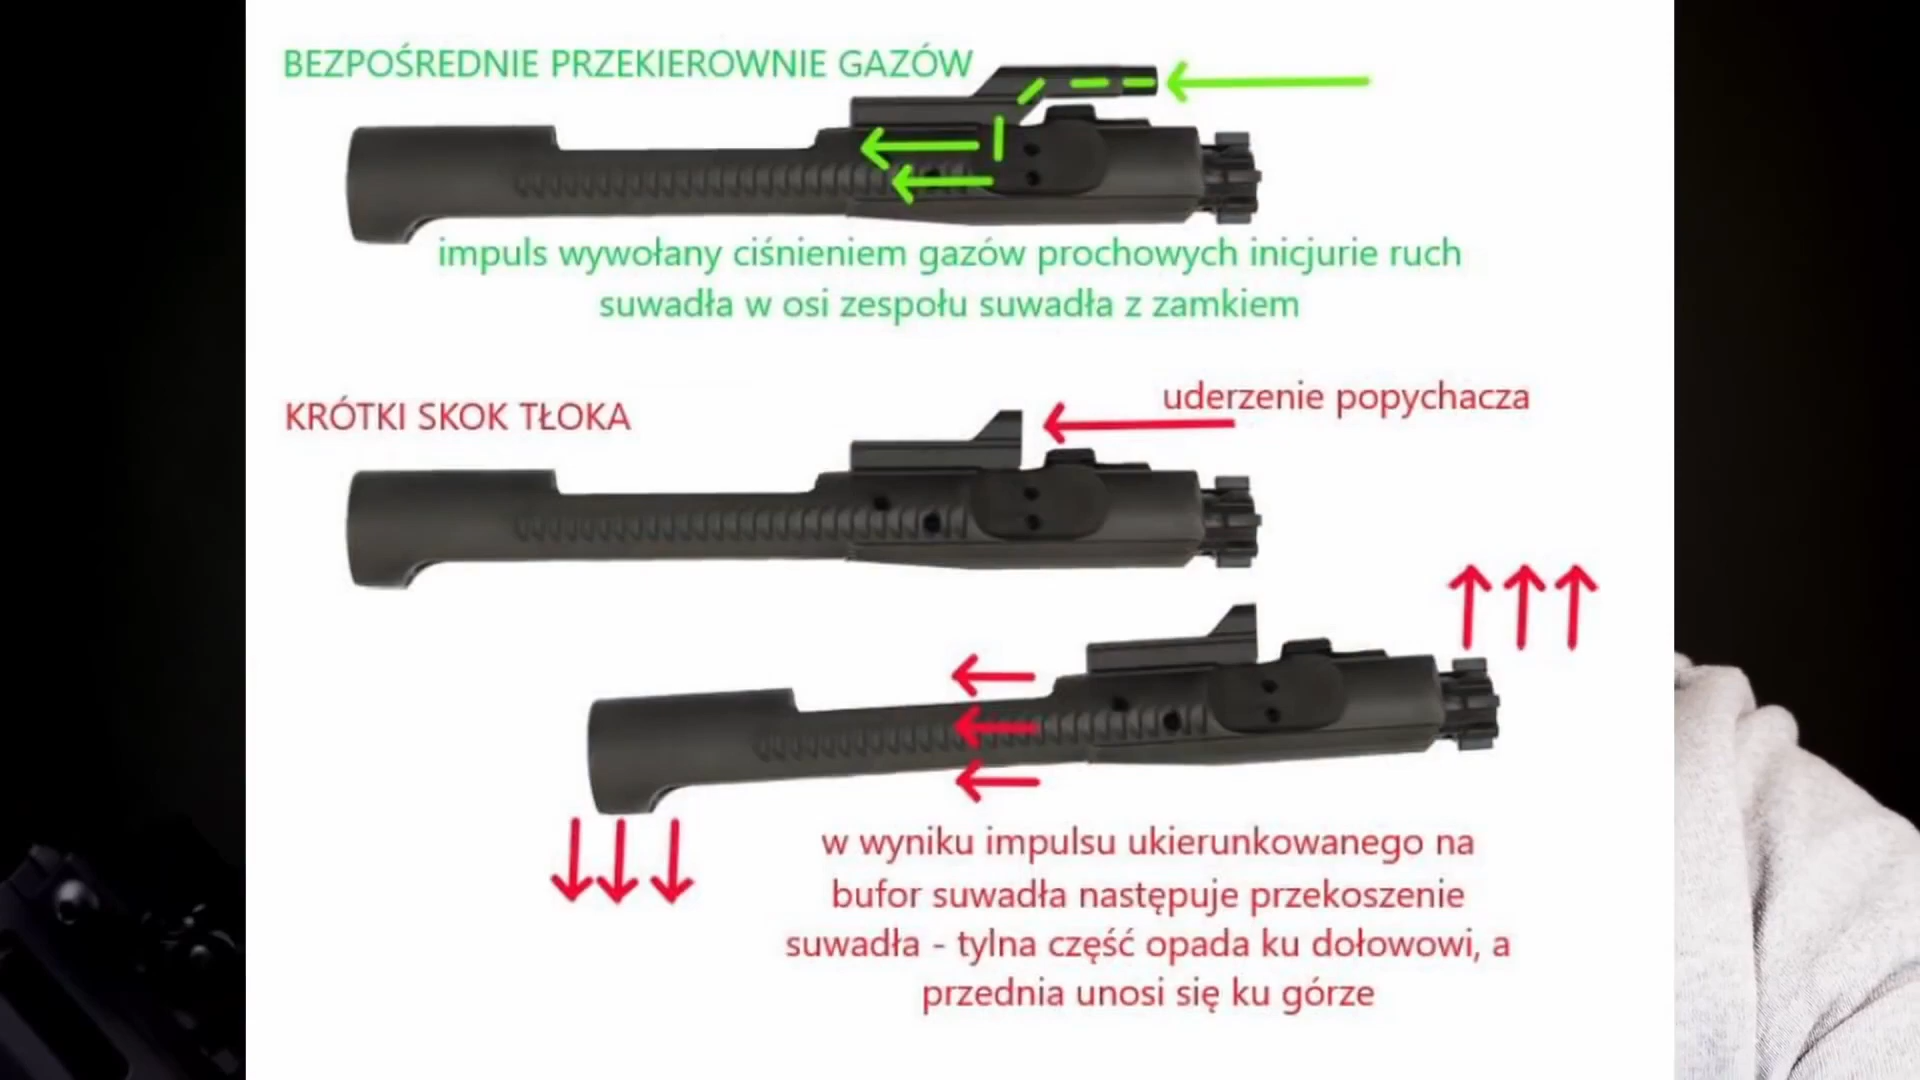 BEZPOŚREDNIE PRZEKIEROWNIE GAZÓW
impuls wywołany ciśnieniem gazów prochowych inicjurie ruch
suwadła w osi zespołu suwadła z zamkiem
KRÓTKI SKOK TŁOKA
uderzenie popychacza
w wyniku impulsu ukierunkowanego na
bufor suwadła następuje przekoszenie
suwadła - tylna część opada ku dołowowi, a
przednia unosi się ku górze